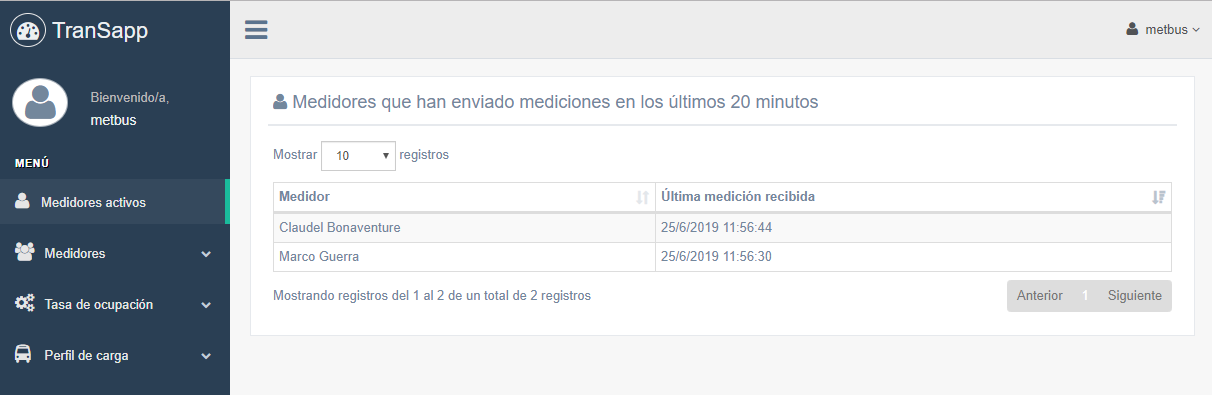 TranSapp
metbus
Bienvenido/a,
metbus
MENÚ
Medidores activos
Medidores
Tasa de ocupación
Perfil de carga
Medidores que han enviado mediciones en los últimos 20 minutos
Mostrar 10 registros
Medidor Última medición recibida
Claudel Bonaventure 25/6/2019 11:56:44
Marco Guerra 25/6/2019 11:56:30
Mostrando registros del 1 al 2 de un total de 2 registros
Anterior 1 Siguiente